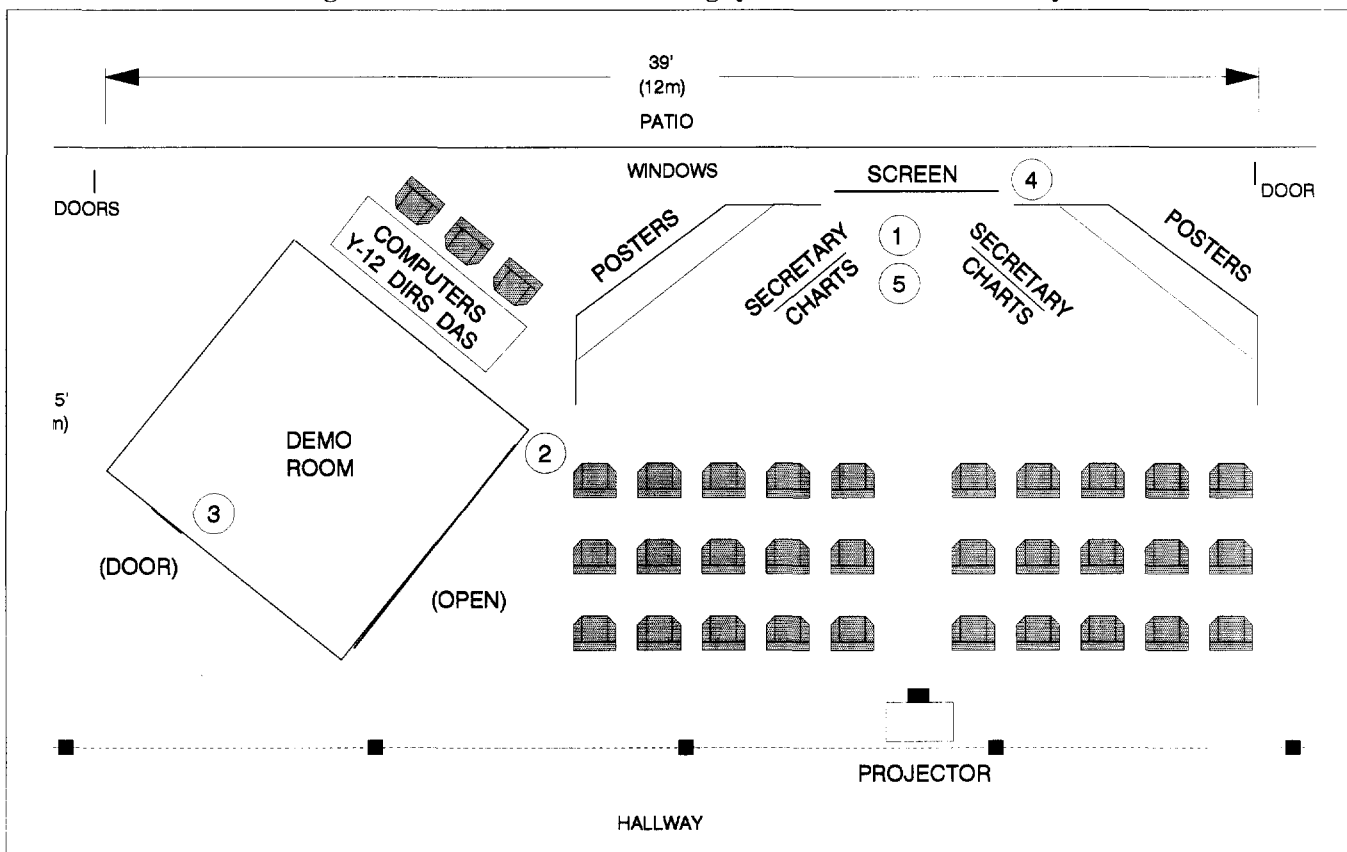 39'
(12m)
PATIO
WINDOWS
SCREEN
4
DOORS
DOOR
COMPUTERS
Y-12 DIRS DAS
POSTERS
SECRETARY
CHARTS
1
5
SECRETARY
CHARTS
POSTERS
5'
m)
DEMO
ROOM
2
3
(DOOR)
(OPEN)
PROJECTOR
HALLWAY